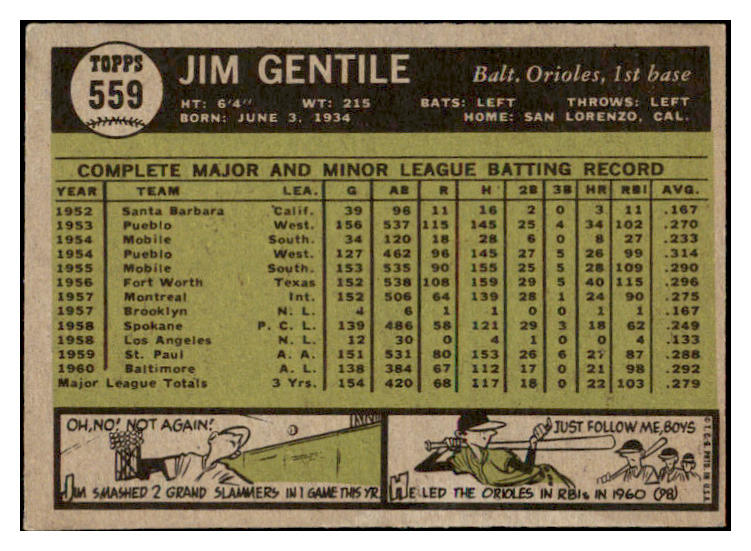 TOPPS
559
JIM GENTILE
Balt. Orioles, 1st base
HT: 6'4" WT: 215 BATS: LEFT THROWS: LEFT
BORN: JUNE 3, 1934 HOME: SAN LORENZO, CAL.
COMPLETE MAJOR AND MINOR LEAGUE BATTING RECORD
YEAR TEAM LEA. G AB R H 2B 3B HR RBI AVG.
1952 Santa Barbara Calif. 39 96 11 16 2 0 3 11 .167
1953 Pueblo West. 156 537 115 145 25 4 34 102 .270
1954 Mobile South. 34 120 18 28 6 0 8 27 .233
1954 Pueblo West. 127 462 96 145 27 5 26 99 .314
1955 Mobile South. 153 535 90 155 25 5 28 109 .290
1956 Fort Worth Texas 152 538 108 159 29 5 40 115 .296
1957 Montreal Int. 152 506 64 139 28 1 24 90 .275
1957 Brooklyn N. L. 4 6 1 1 0 0 1 1 .167
1958 Spokane P. C. L. 139 486 58 121 29 3 18 62 .249
1958 Los Angeles N. L. 12 30 0 4 1 0 0 4 .133
1959 St. Paul A. A. 151 531 80 153 26 6 27 87 .288
1960 Baltimore A. L. 138 384 67 112 17 0 21 98 .292
Major League Totals 3 Yrs. 154 420 68 117 18 0 22 103 .279
OH, NO! NOT AGAIN!
JIM SMASHED 2 GRAND SLAMMERS IN 1 GAME THIS YR.
JUST FOLLOW ME, BOYS
HE LED THE ORIOLES IN RBIs IN 1960 (98)
© T.C.G. PRTD. IN U.S.A.